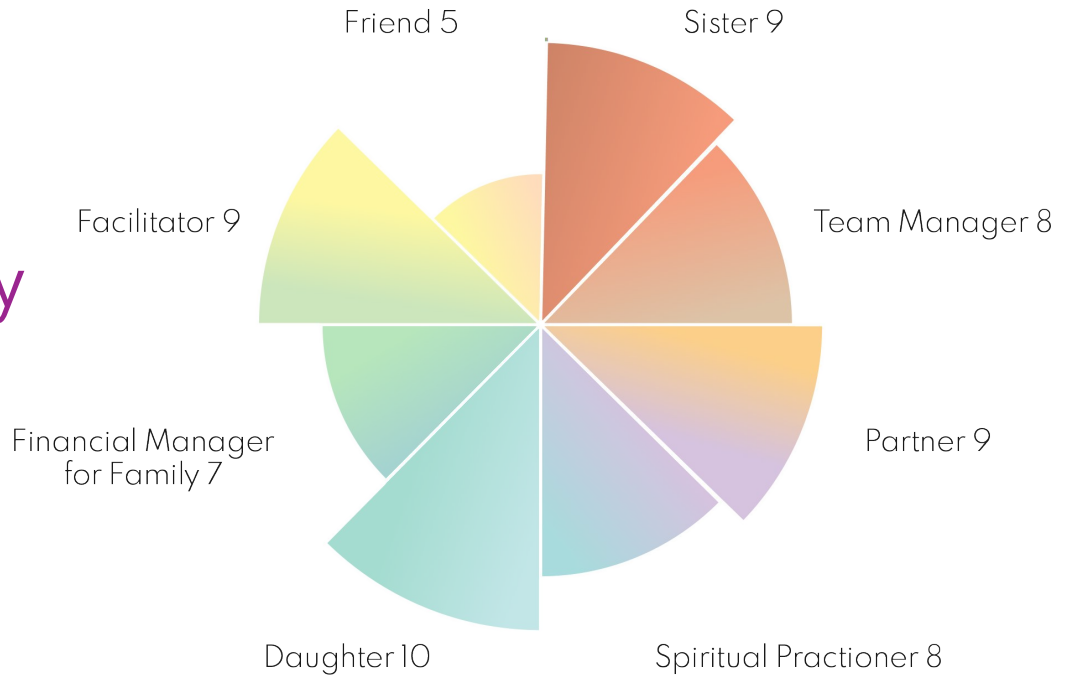 Friend 5
Sister 9
Facilitator 9
Team Manager 8
y
Financial Manager
for Family 7
Partner 9
Daughter 10
Spiritual Practioner 8